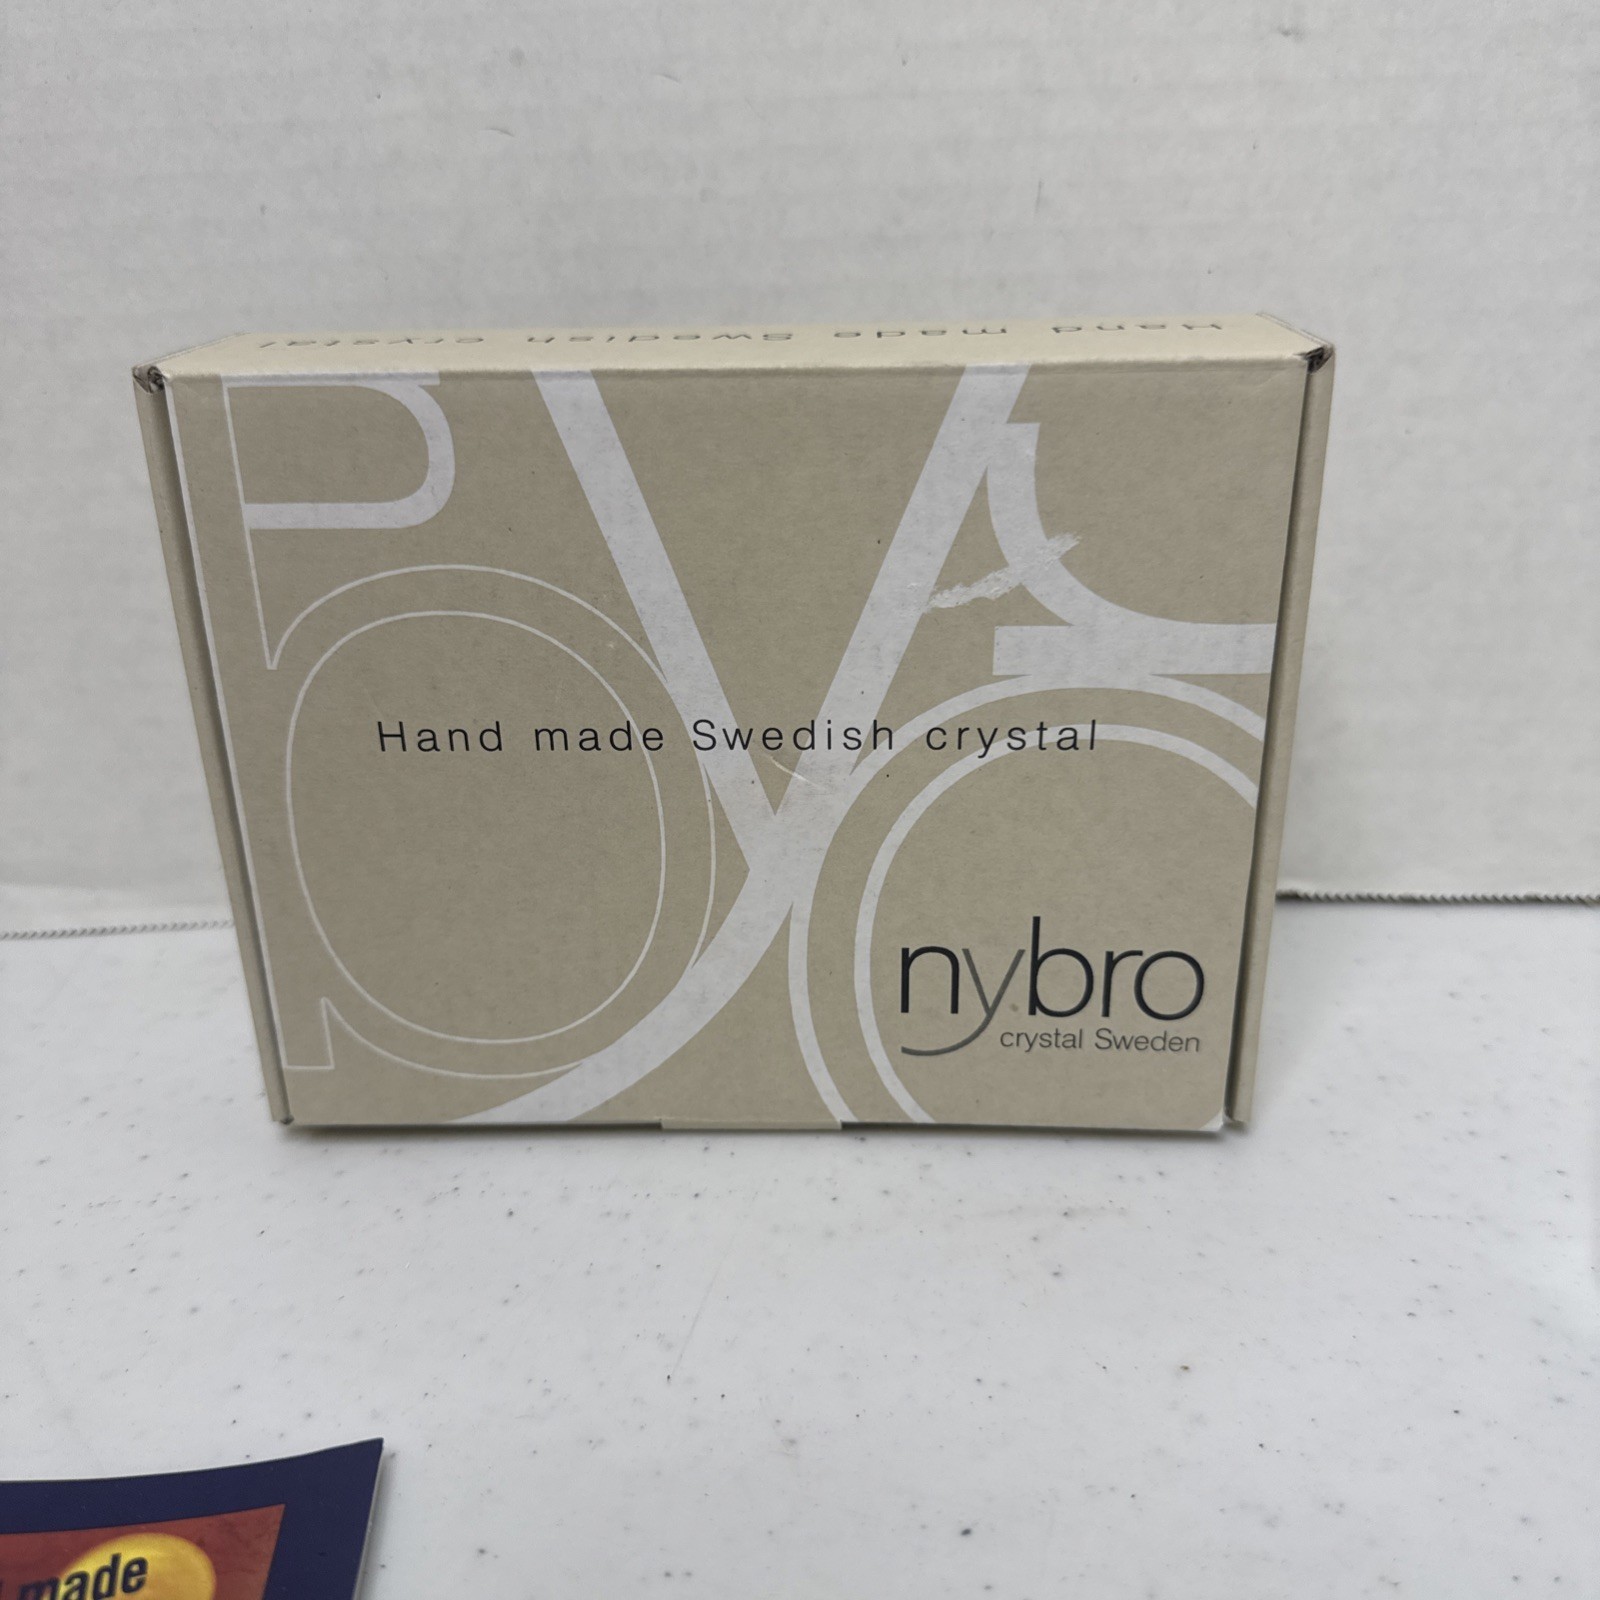 Hand made Swedish crystal
Hand made Swedish crystal
nybro
crystal Sweden
made